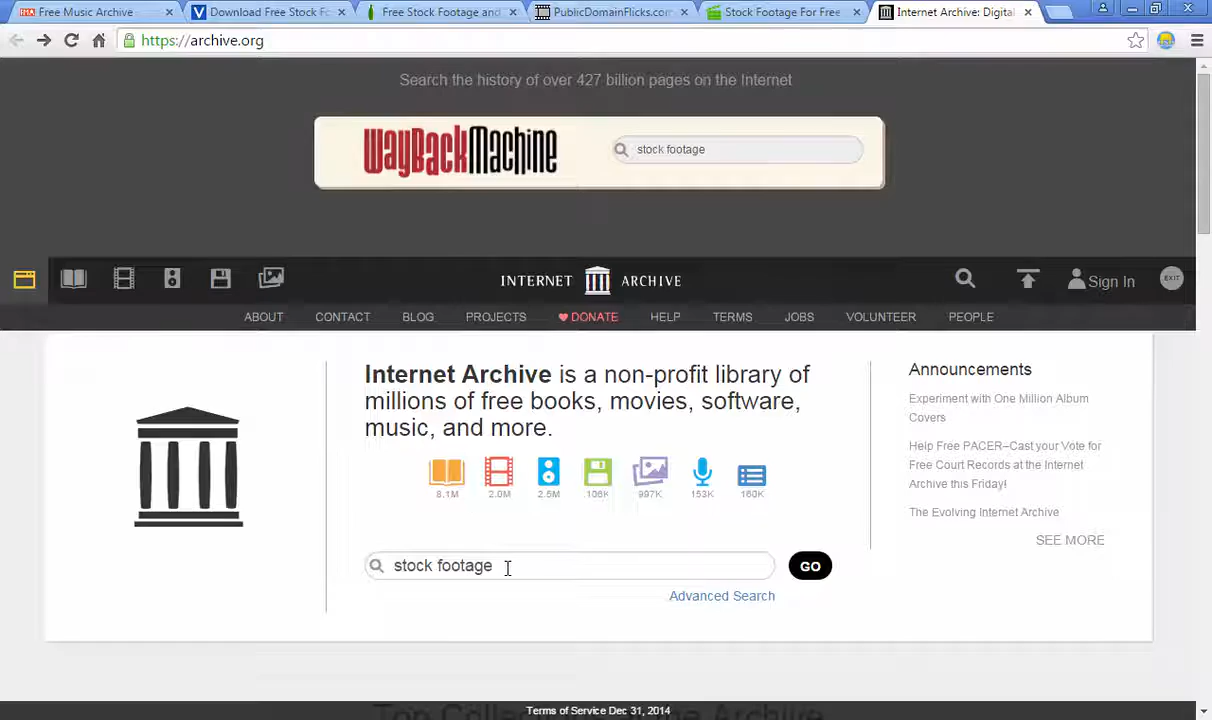 Free Music Archive
Download Free Stock Fo
Free Stock Footage and
PublicDomainFlicks.com
Stock Footage For Free
Internet Archive: Digital
https://archive.org
Search the history of over 427 billion pages on the Internet
WayBackMachine
stock footage
INTERNET ARCHIVE
Sign In
EXIT
ABOUT CONTACT BLOG PROJECTS DONATE HELP TERMS JOBS VOLUNTEER PEOPLE
Internet Archive is a non-profit library of
millions of free books, movies, software,
music, and more.
8.1M 2.0M 2.5M .106K 997K 153K 160K
stock footage
GO
Advanced Search
Announcements
Experiment with One Million Album
Covers
Help Free PACER–Cast your Vote for
Free Court Records at the Internet
Archive this Friday!
The Evolving Internet Archive
SEE MORE
Top Collections at the Archive
Terms of Service Dec 31, 2014